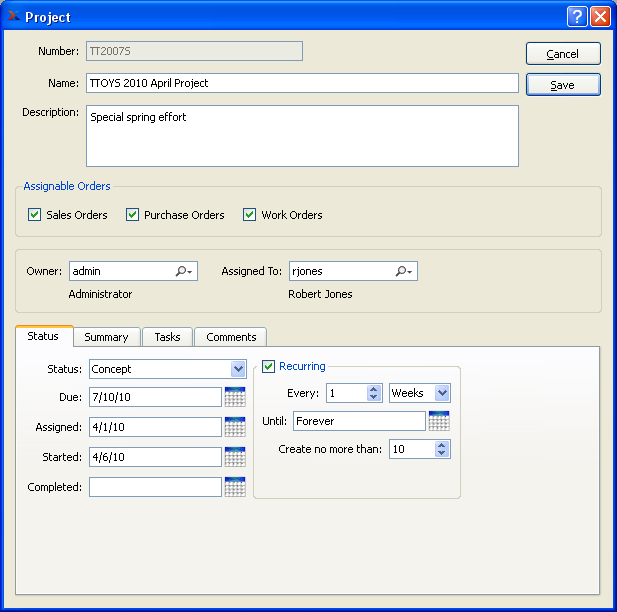 Project
Number: TT2007S
Cancel
Name: TTOYS 2010 April Project
Save
Description: Special spring effort
Assignable Orders
Sales Orders Purchase Orders Work Orders
Owner: admin Assigned To: rjones
Administrator Robert Jones
Status Summary Tasks Comments
Status: Concept
Recurring
Every: 1 Weeks
Due: 7/10/10
Until: Forever
Assigned: 4/1/10
Create no more than: 10
Started: 4/6/10
Completed: